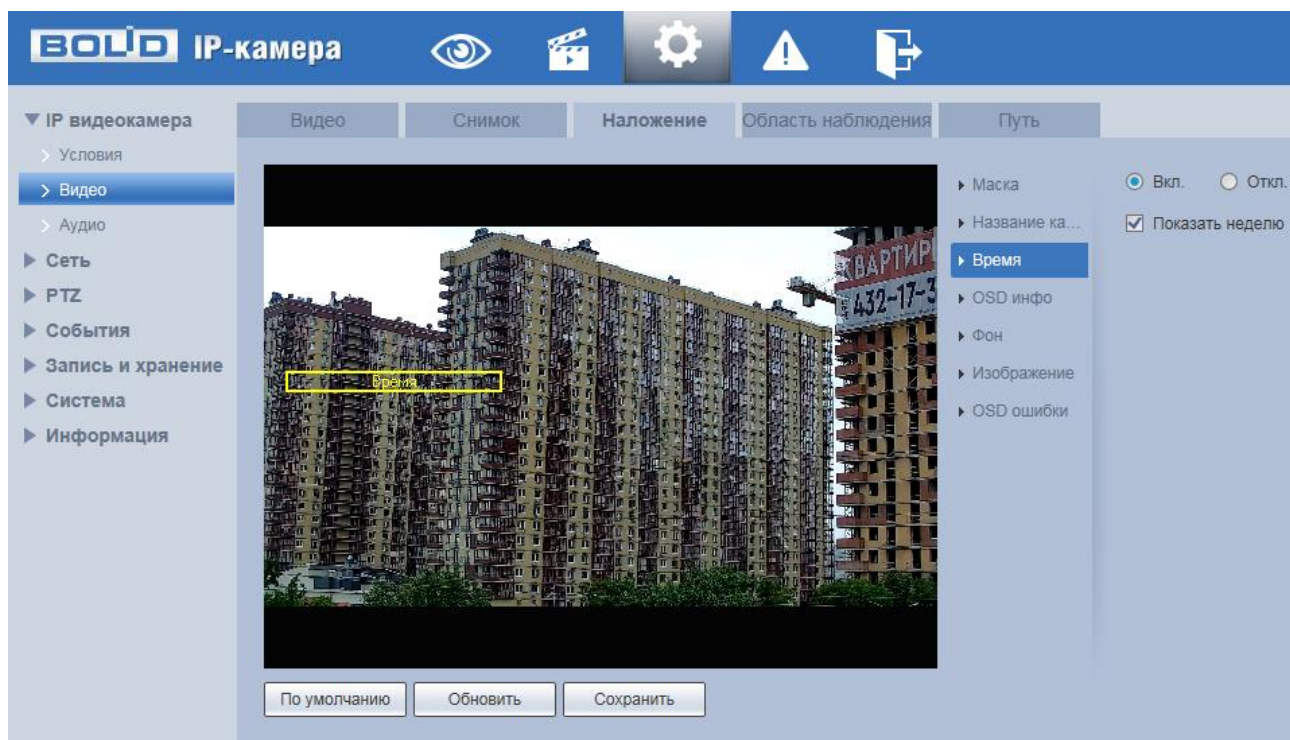 BOLID IP-камера
IP видеокамера
Условия
Видео
Аудио
Сеть
PTZ
События
Запись и хранение
Система
Информация
Видео
Снимок
Наложение
Область наблюдения
Путь
КВАРТИР
432-17-3
Время
Маска
Название ка...
Время
OSD инфо
Фон
Изображение
OSD ошибки
Вкл.
Откл.
Показать неделю
По умолчанию
Обновить
Сохранить